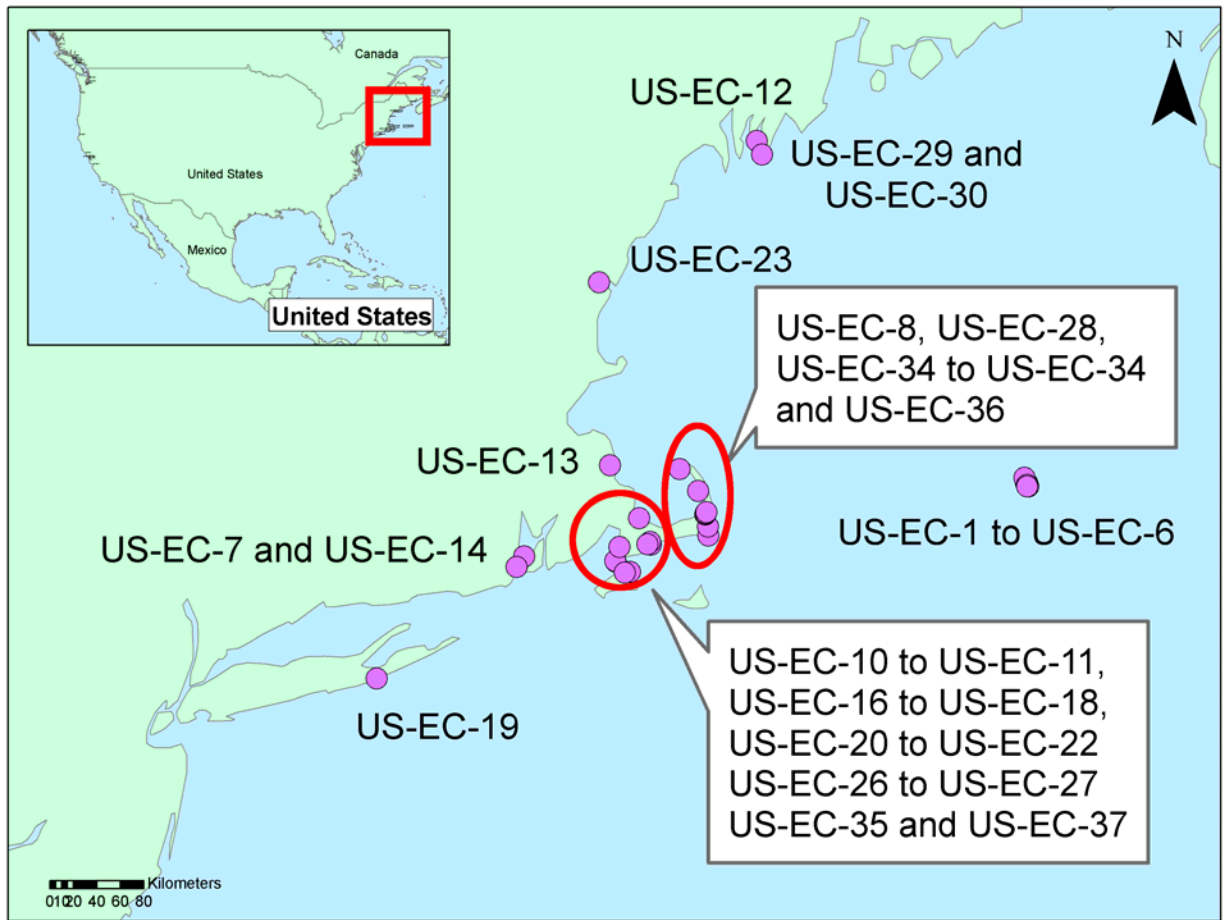 Canada
United States
Mexico
United States
N
US-EC-12
US-EC-29 and
US-EC-30
US-EC-23
US-EC-8, US-EC-28,
US-EC-34 to US-EC-34
and US-EC-36
US-EC-13
US-EC-1 to US-EC-6
US-EC-7 and US-EC-14
US-EC-10 to US-EC-11,
US-EC-16 to US-EC-18,
US-EC-20 to US-EC-22
US-EC-26 to US-EC-27
US-EC-35 and US-EC-37
US-EC-19
Kilometers
01020 40 60 80